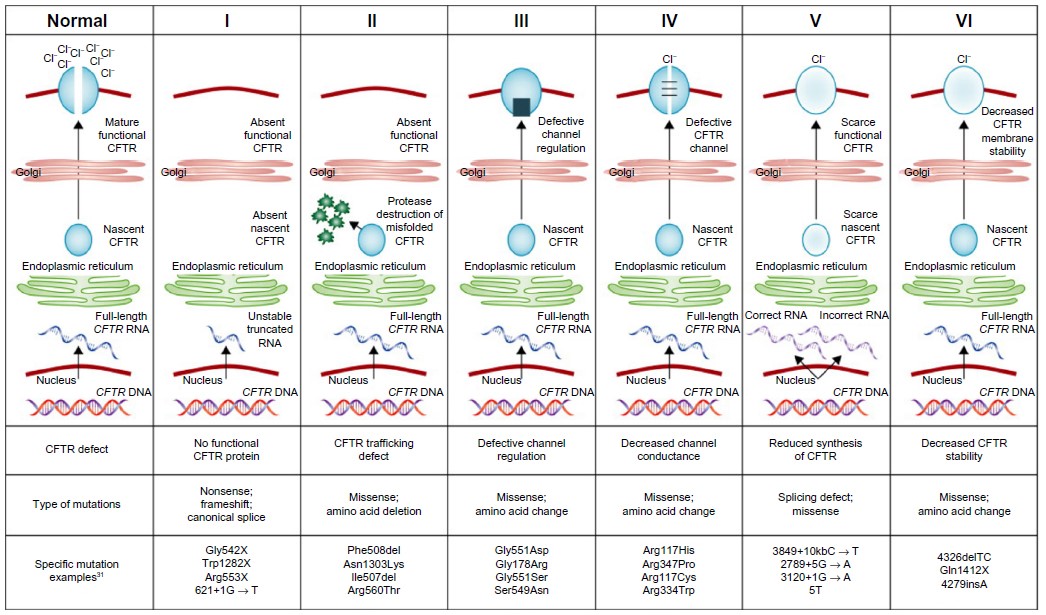 Normal
I
II
III
IV
V
VI
Cl⁻ Cl⁻ Cl⁻ Cl⁻ Cl⁻ Cl⁻ Cl⁻ Cl⁻
Mature
functional
CFTR
Golgi
Nascent
CFTR
Endoplasmic reticulum
Full-length
CFTR RNA
Nucleus
CFTR DNA
Absent
functional
CFTR
Golgi
Absent
nascent
CFTR
Endoplasmic reticulum
Unstable
truncated
RNA
Nucleus
CFTR DNA
Absent
functional
CFTR
Golgi
Protease
destruction of
misfolded
CFTR
Endoplasmic reticulum
Full-length
CFTR RNA
Nucleus
CFTR DNA
Defective
channel
regulation
Golgi
Nascent
CFTR
Endoplasmic reticulum
Full-length
CFTR RNA
Nucleus
CFTR DNA
Cl⁻
Defective
CFTR
channel
Golgi
Nascent
CFTR
Endoplasmic reticulum
Full-length
CFTR RNA
Nucleus
CFTR DNA
Cl⁻
Scarce
functional
CFTR
Golgi
Scarce
nascent
CFTR
Endoplasmic reticulum
Correct RNA
Incorrect RNA
Nucleus
CFTR DNA
Cl⁻
Decreased
CFTR
membrane
stability
Golgi
Nascent
CFTR
Endoplasmic reticulum
Full-length
CFTR RNA
Nucleus
CFTR DNA
CFTR defect
No functional
CFTR protein
CFTR trafficking
defect
Defective channel
regulation
Decreased channel
conductance
Reduced synthesis
of CFTR
Decreased CFTR
stability
Type of mutations
Nonsense;
frameshift;
canonical splice
Missense;
amino acid deletion
Missense;
amino acid change
Missense;
amino acid change
Splicing defect;
missense
Missense;
amino acid change
Specific mutation
examples³¹
Gly542X
Trp1282X
Arg553X
621+1G → T
Phe508del
Asn1303Lys
Ile507del
Arg560Thr
Gly551Asp
Gly178Arg
Gly551Ser
Ser549Asn
Arg117His
Arg347Pro
Arg117Cys
Arg334Trp
3849+10kbC → T
2789+5G → A
3120+1G → A
5T
4326delTC
Gln1412X
4279insA